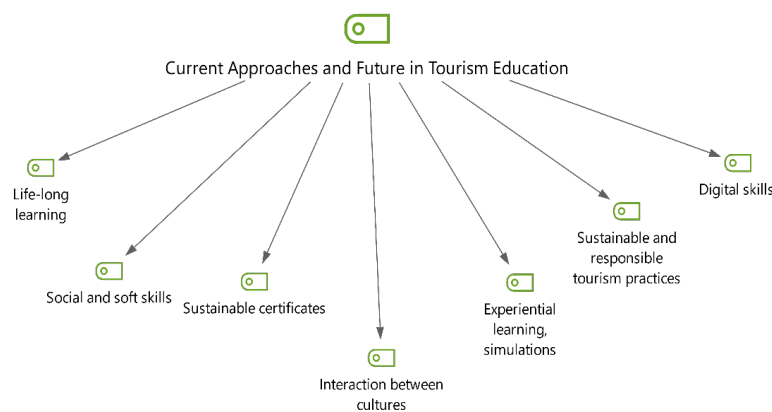 Current Approaches and Future in Tourism Education
Life-long
learning
Social and soft skills
Sustainable certificates
Interaction between
cultures
Experiential
learning,
simulations
Sustainable and
responsible
tourism practices
Digital skills